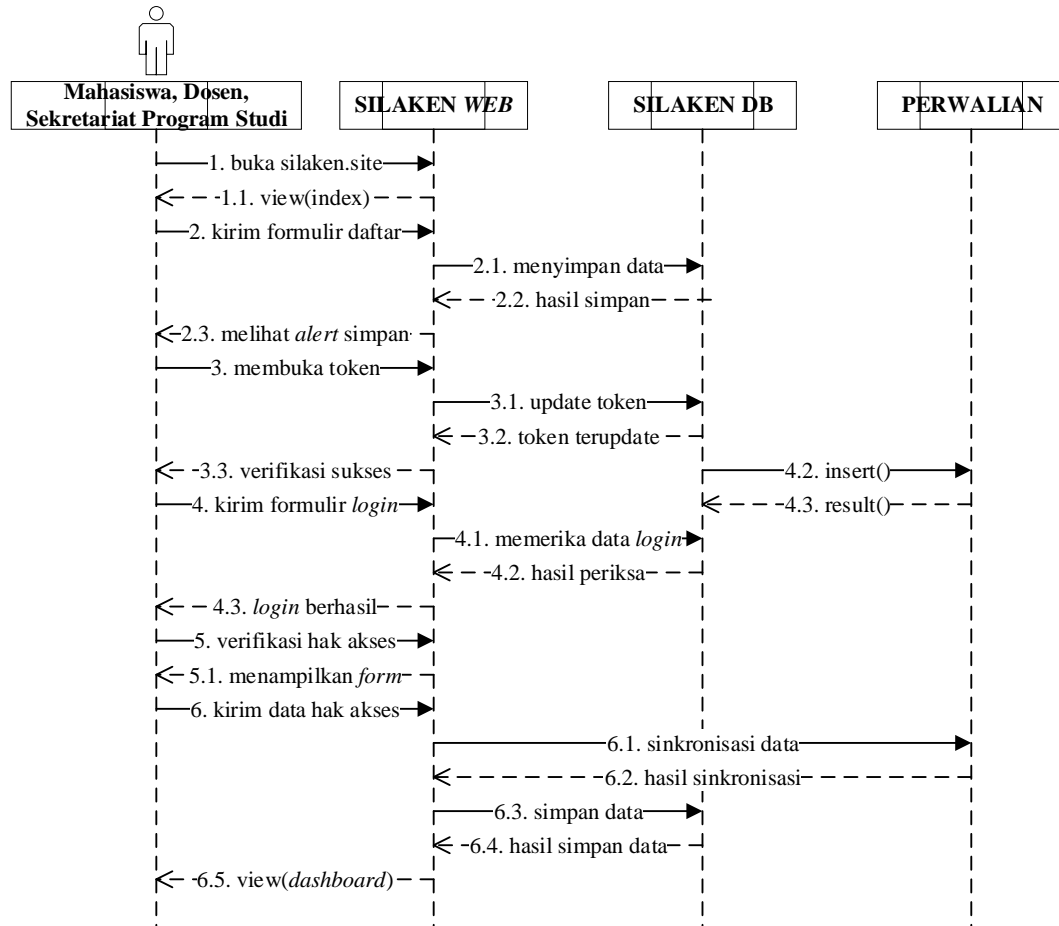 Mahasiswa, Dosen,
Sekretariat Program Studi
SILAKEN WEB
SILAKEN DB
PERWALIAN
1. buka silaken.site
1.1. view(index)
2. kirim formulir daftar
2.1. menyimpan data
2.2. hasil simpan
2.3. melihat alert simpan
3. membuka token
3.1. update token
3.2. token terupdate
3.3. verifikasi sukses
4.2. insert()
4. kirim formulir login
4.3. result()
4.1. memerika data login
4.2. hasil periksa
4.3. login berhasil
5. verifikasi hak akses
5.1. menampilkan form
6. kirim data hak akses
6.1. sinkronisasi data
6.2. hasil sinkronisasi
6.3. simpan data
6.4. hasil simpan data
6.5. view(dashboard)